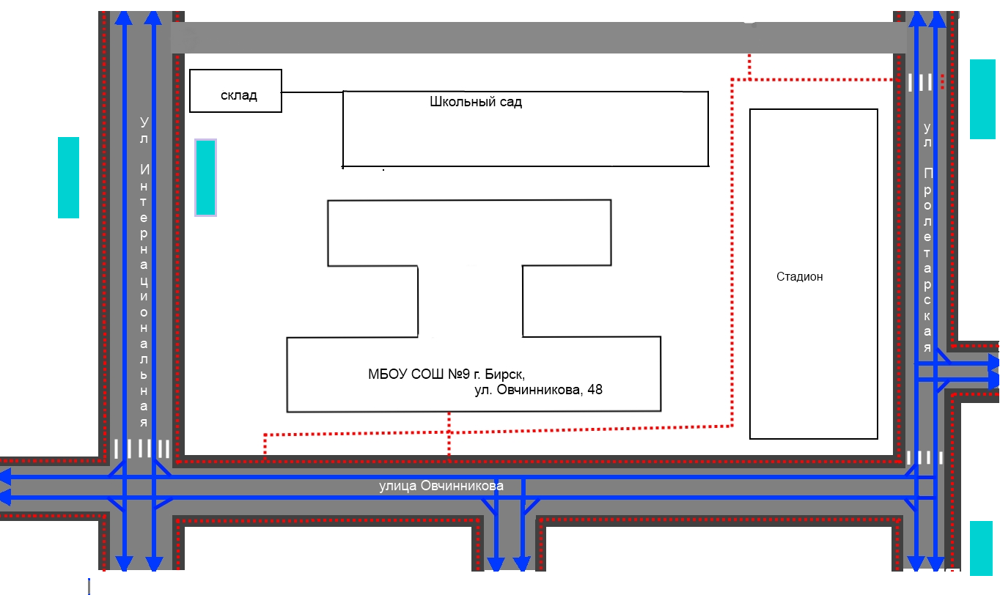 склад
Школьный сад
Ул Интернациональная
ул Пролетарская
Стадион
МБОУ СОШ №9 г. Бирск,
ул. Овчинникова, 48
улица Овчинникова